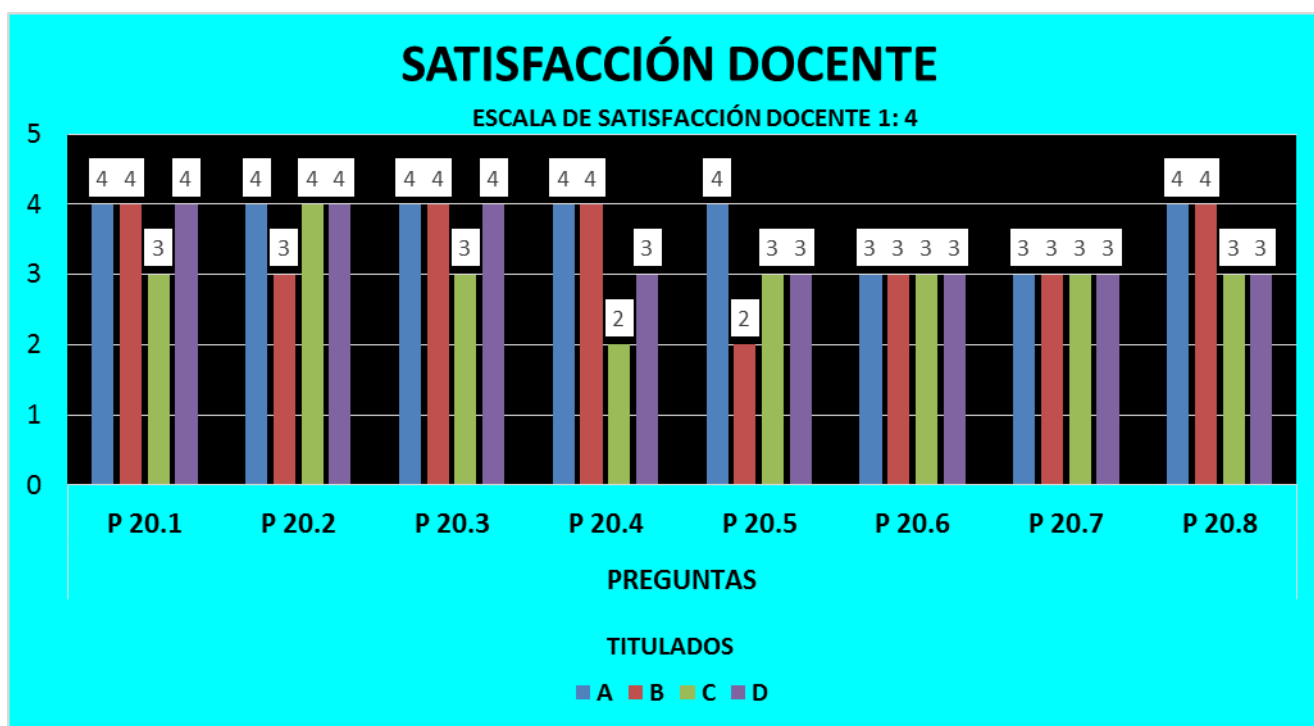 SATISFACCIÓN DOCENTE
ESCALA DE SATISFACCIÓN DOCENTE 1: 4
5
4
3
2
1
0
4 4 3 4
4 3 4 4
4 4 3 4
4 4 2 3
4 2 3 3
3 3 3 3
3 3 3 3
4 4 3 3
P 20.1 P 20.2 P 20.3 P 20.4 P 20.5 P 20.6 P 20.7 P 20.8
PREGUNTAS
TITULADOS
A B C D